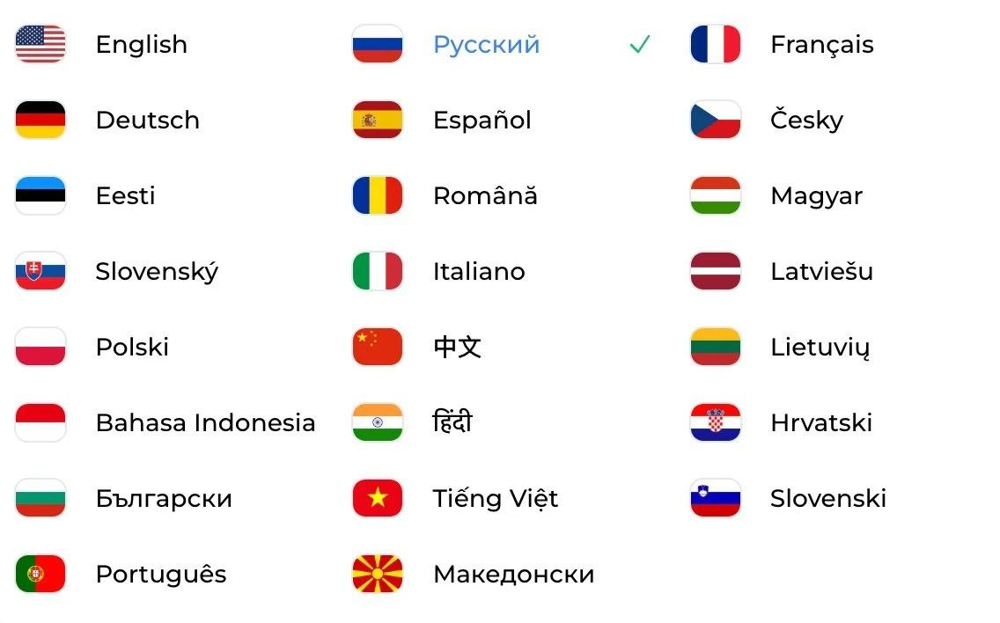 English
Русский
Français
Deutsch
Español
Česky
Eesti
Română
Magyar
Slovenský
Italiano
Latviešu
Polski
中文
Lietuvių
Bahasa Indonesia
हिंदी
Hrvatski
Български
Tiếng Việt
Slovenski
Português
Македонски